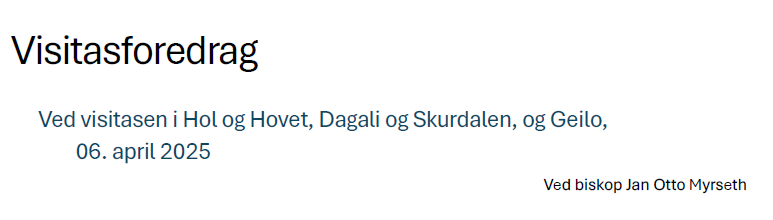 Visitasforedrag
Ved visitasen i Hol og Hovet, Dagali og Skurdalen, og Geilo,
06. april 2025
Ved biskop Jan Otto Myrseth